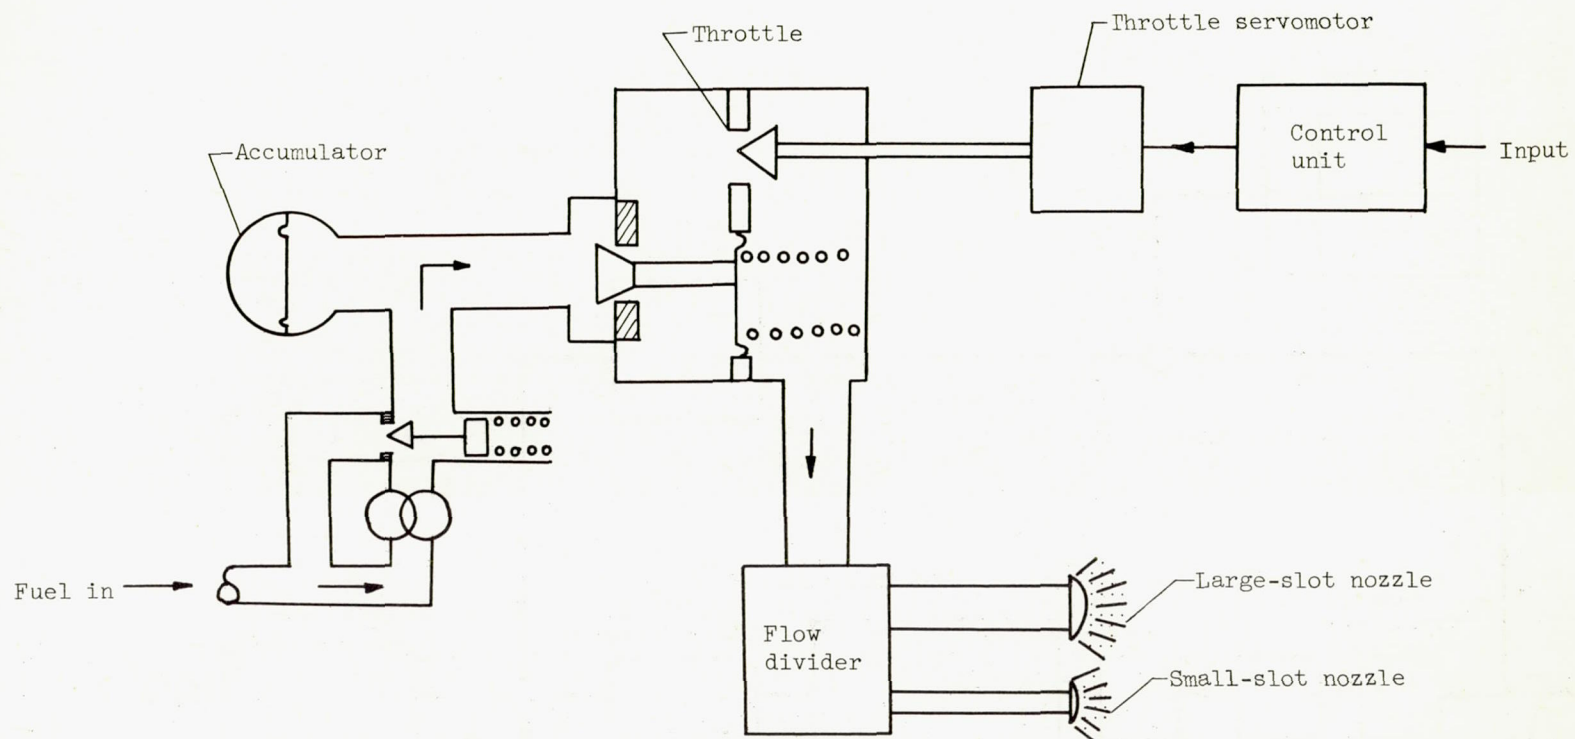 Throttle servomotor
Throttle
Control
unit
Input
Accumulator
Fuel in
Large-slot nozzle
Flow
divider
Small-slot nozzle